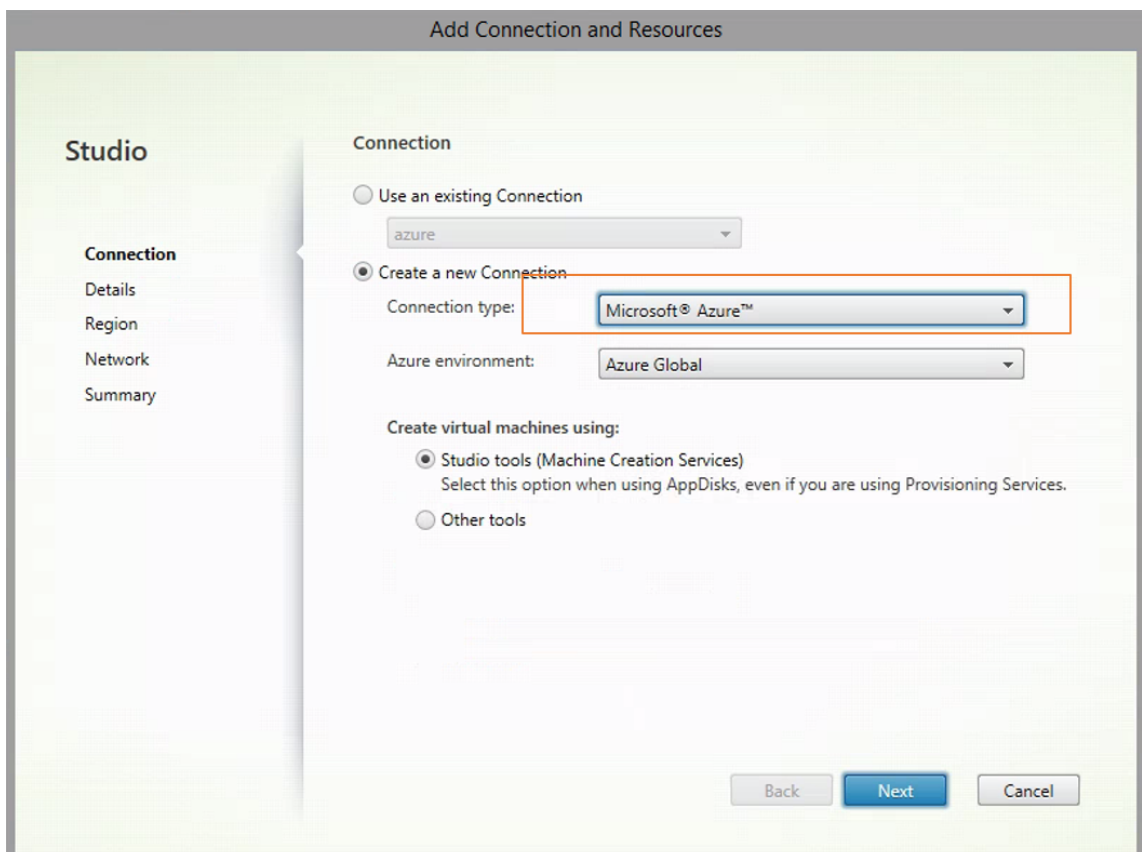 Add Connection and Resources
Studio
Connection
Details
Region
Network
Summary
Connection
Use an existing Connection
azure
Create a new Connection
Connection type:
Microsoft® Azure™
Azure environment:
Azure Global
Create virtual machines using:
Studio tools (Machine Creation Services)
Select this option when using AppDisks, even if you are using Provisioning Services.
Other tools
Back
Next
Cancel